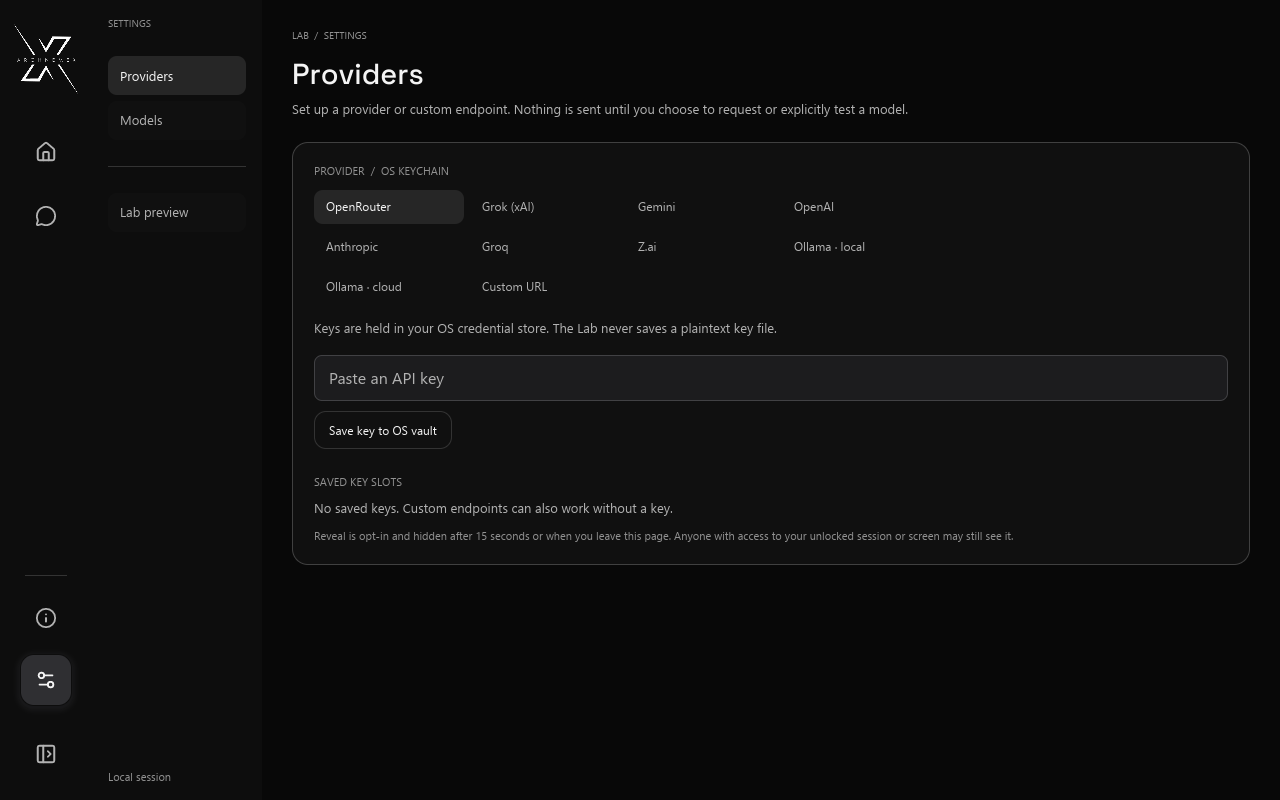 SETTINGS
Providers
Models
Lab preview
Local session
LAB / SETTINGS
Providers
Set up a provider or custom endpoint. Nothing is sent until you choose to request or explicitly test a model.
PROVIDER / OS KEYCHAIN
OpenRouter Grok (xAI) Gemini OpenAI
Anthropic Groq Z.ai Ollama · local
Ollama · cloud Custom URL
Keys are held in your OS credential store. The Lab never saves a plaintext key file.
Paste an API key
Save key to OS vault
SAVED KEY SLOTS
No saved keys. Custom endpoints can also work without a key.
Reveal is opt-in and hidden after 15 seconds or when you leave this page. Anyone with access to your unlocked session or screen may still see it.